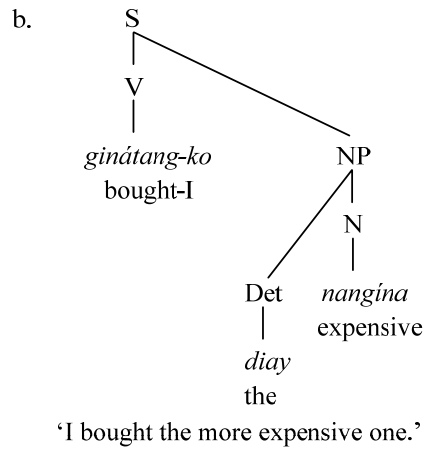 b. S
V
ginátang-ko
bought-I
NP
N
Det
nangína
expensive
diay
the
‘I bought the more expensive one.’